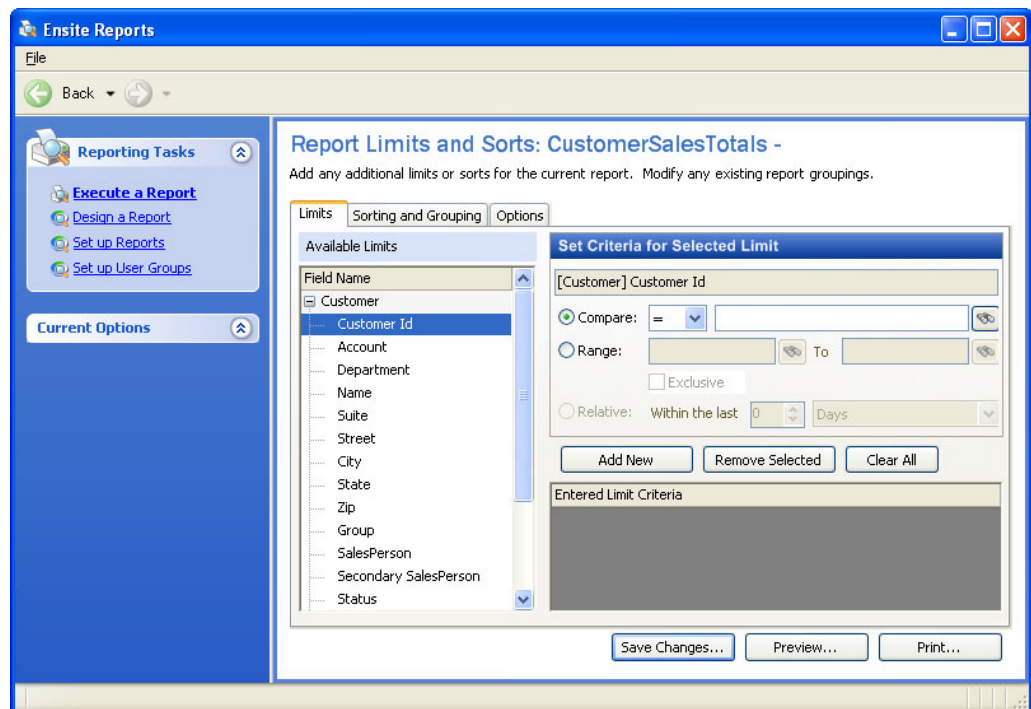 Ensite Reports
File
Back
Reporting Tasks
Execute a Report
Design a Report
Set up Reports
Set up User Groups
Current Options
Report Limits and Sorts: CustomerSalesTotals -
Add any additional limits or sorts for the current report. Modify any existing report groupings.
Limits Sorting and Grouping Options
Available Limits
Field Name
Customer
Customer Id
Account
Department
Name
Suite
Street
City
State
Zip
Group
SalesPerson
Secondary SalesPerson
Status
Set Criteria for Selected Limit
[Customer] Customer Id
Compare: =
Range: To
Exclusive
Relative: Within the last 0 Days
Add New Remove Selected Clear All
Entered Limit Criteria
Save Changes... Preview... Print...